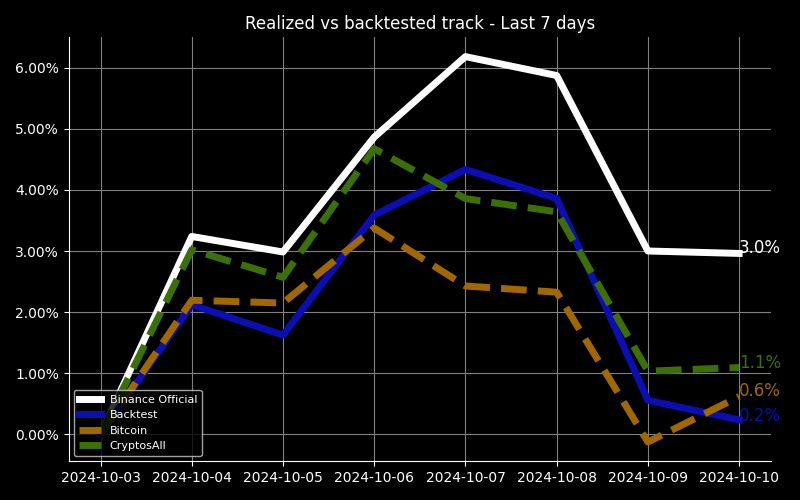 Realized vs backtested track - Last 7 days
6.00%
5.00%
4.00%
3.00%
2.00%
1.00%
0.00%
3.0%
1.1%
0.6%
0.2%
Binance Official
Backtest
Bitcoin
CryptosAll
2024-10-03 2024-10-04 2024-10-05 2024-10-06 2024-10-07 2024-10-08 2024-10-09 2024-10-10